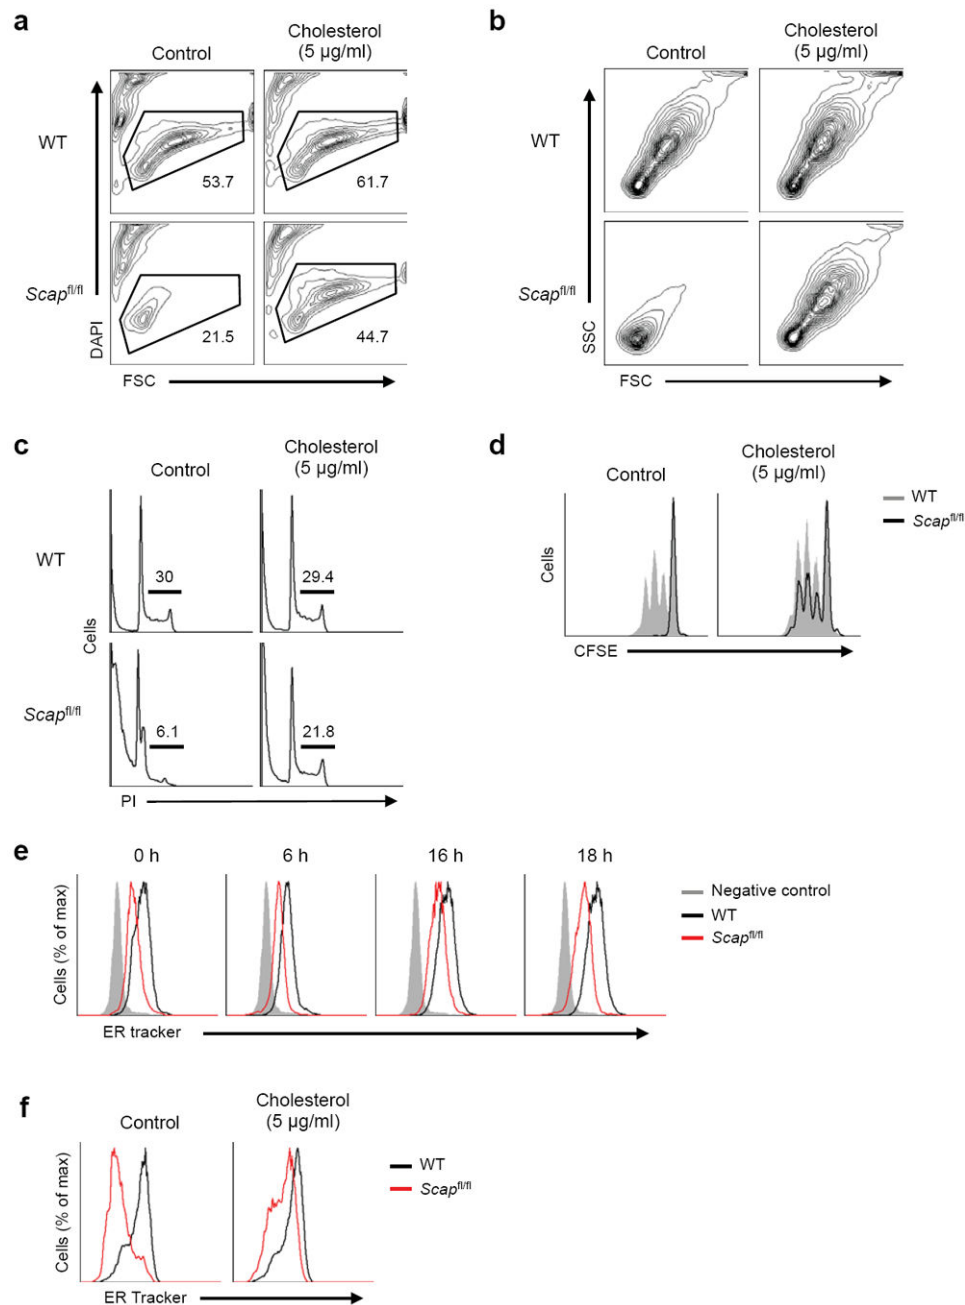 a
Control
Cholesterol
(5 µg/ml)
WT
53.7
61.7
Scapfl/fl
21.5
44.7
DAPI
FSC
b
Control
Cholesterol
(5 µg/ml)
WT
Scapfl/fl
SSC
FSC
c
Control
Cholesterol
(5 µg/ml)
WT
30
29.4
Cells
Scapfl/fl
6.1
21.8
PI
d
Control
Cholesterol
(5 µg/ml)
WT
Scapfl/fl
Cells
CFSE
e
0 h
6 h
16 h
18 h
Negative control
WT
Scapfl/fl
Cells (% of max)
ER tracker
f
Control
Cholesterol
(5 µg/ml)
WT
Scapfl/fl
Cells (% of max)
ER Tracker